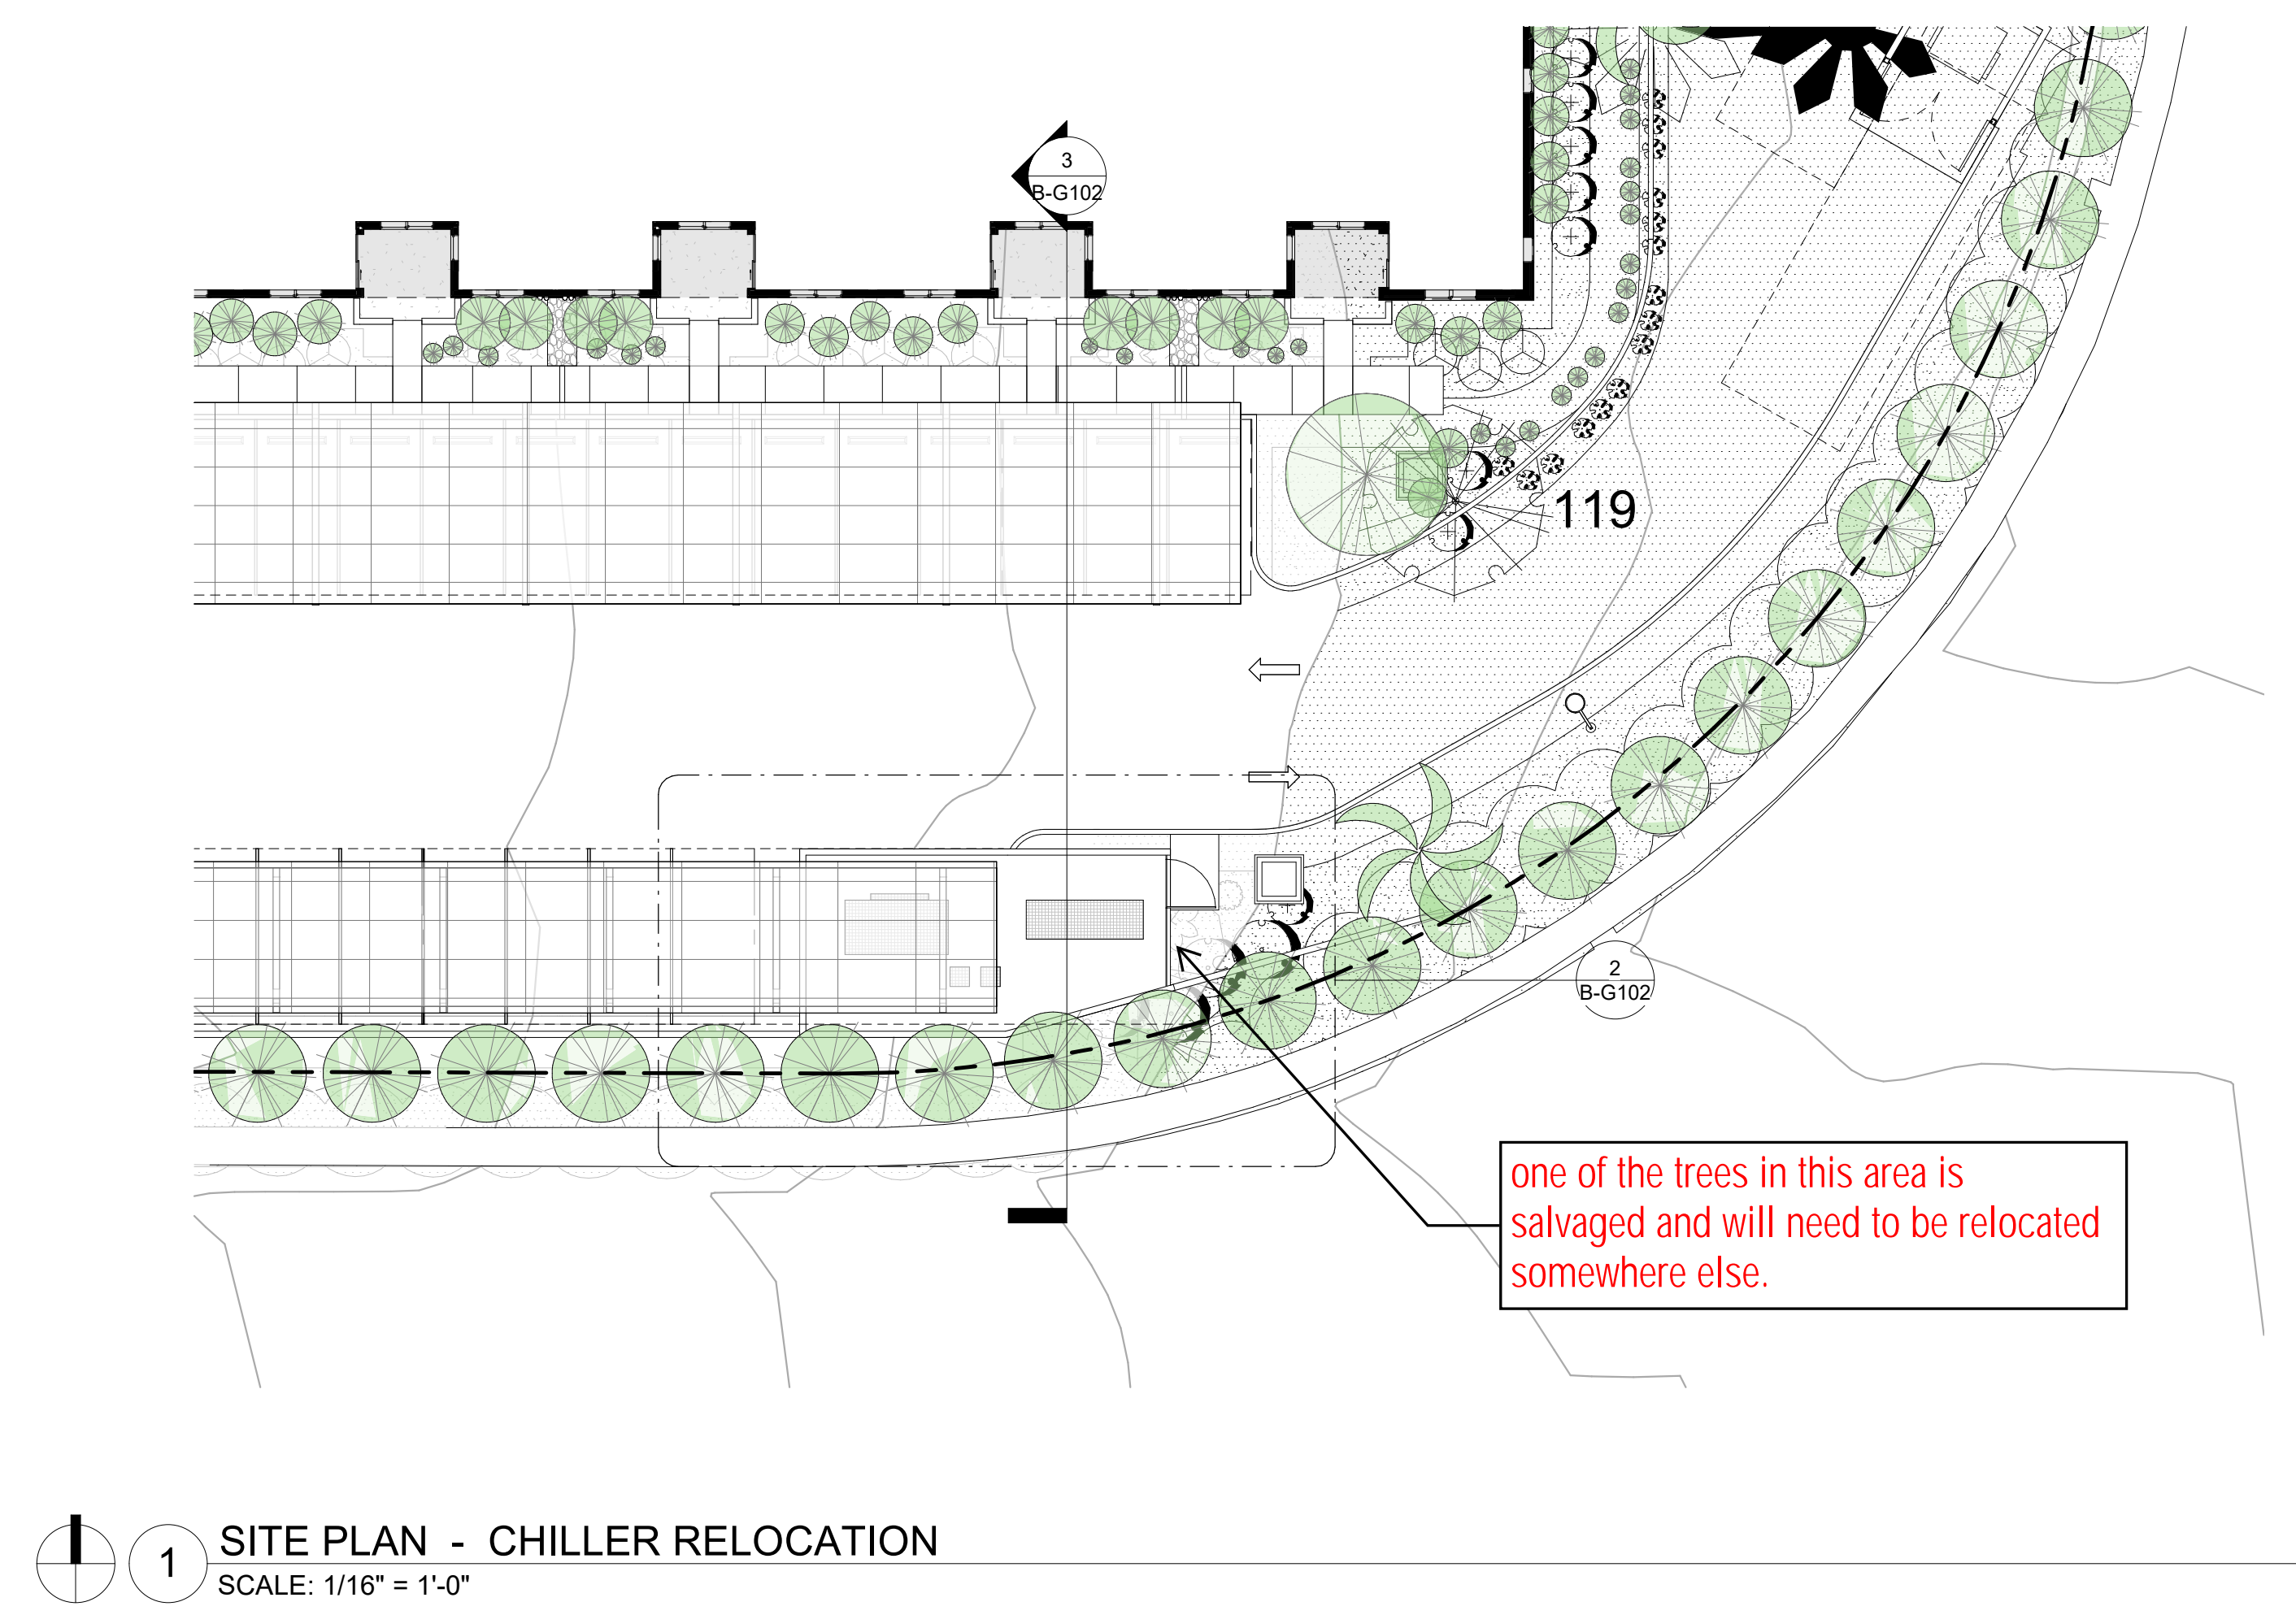 3
B-G102
119
2
B-G102
one of the trees in this area is
salvaged and will need to be relocated
somewhere else.
1
SITE PLAN - CHILLER RELOCATION
SCALE: 1/16" = 1'-0"